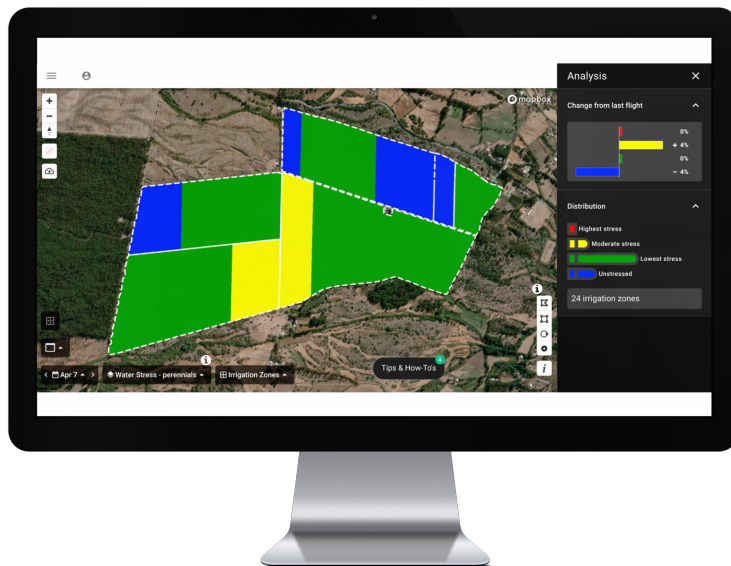 Analysis
mapbox
Change from last flight
0%
+ 4%
0%
− 4%
Distribution
Highest stress
Moderate stress
Lowest stress
Unstressed
24 irrigation zones
4
Tips & How-To's
Apr 7
Water Stress - perennials
Irrigation Zones